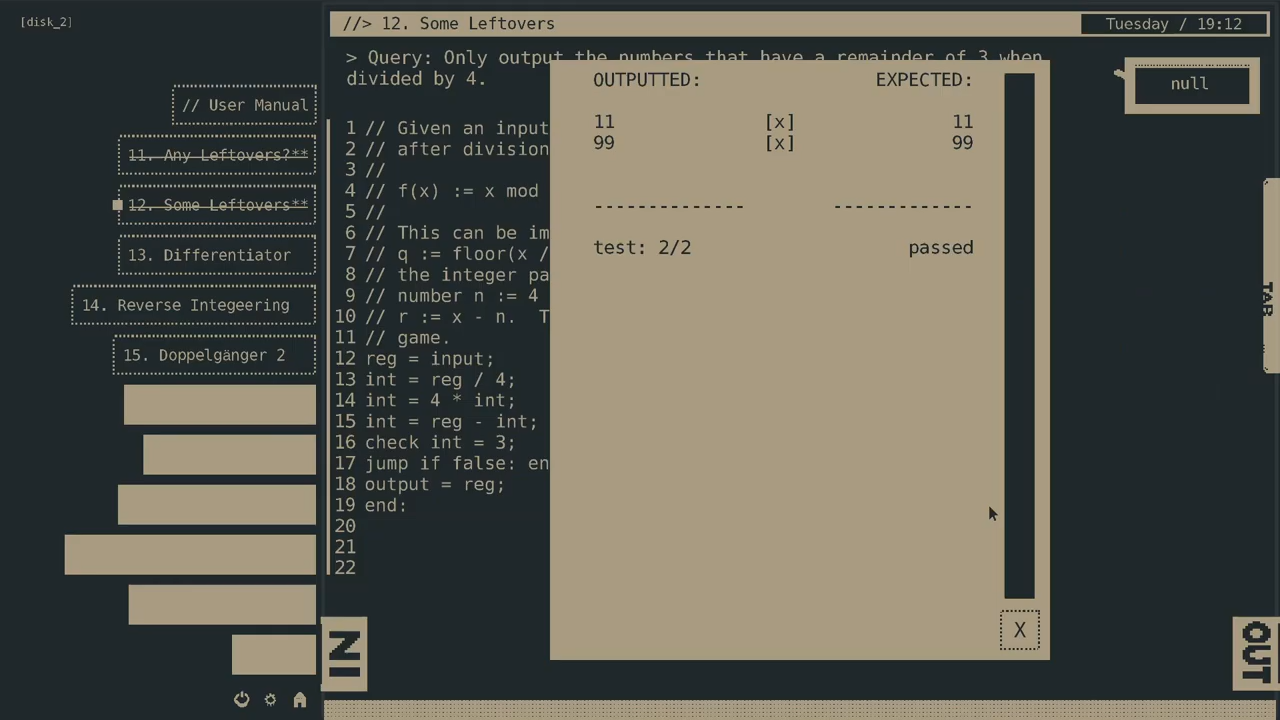 [disk_2]
//> 12. Some Leftovers
Tuesday / 19:12
// User Manual
11. Any Leftovers?**
12. Some Leftovers**
13. Differentiator
14. Reverse Integeering
15. Doppelgänger 2
> Query: Only output the numbers that have a remainder of 3 when
divided by 4.
1 // Given an input
2 // after division
3 //
4 // f(x) := x mod
5 //
6 // This can be im
7 // q := floor(x /
8 // the integer pa
9 // number n := 4
10 // r := x - n. T
11 // game.
12 reg = input;
13 int = reg / 4;
14 int = 4 * int;
15 int = reg - int;
16 check int = 3;
17 jump if false: en
18 output = reg;
19 end:
20
21
22
OUTPUTTED: EXPECTED:
11 [x] 11
99 [x] 99
-------------- -------------
test: 2/2 passed
X
null
TAB
IN
OUT